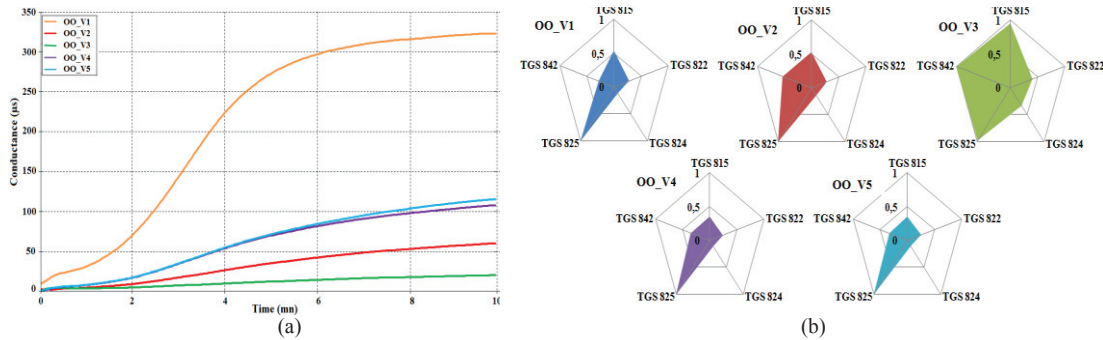 OO_V1
OO_V2
OO_V3
OO_V4
OO_V5
350
300
250
200
150
100
50
0
Conductance (µs)
0 2 4 6 8 10
Time (mn)
(a)
OO_V1
TGS 815
1
0,5
0
TGS 822
TGS 824
TGS 825
TGS 842
OO_V2
TGS 815
1
0,5
0
TGS 822
TGS 824
TGS 825
TGS 842
OO_V3
TGS 815
1
0,5
0
TGS 822
TGS 824
TGS 825
TGS 842
OO_V4
TGS 815
1
0,5
0
TGS 822
TGS 824
TGS 825
TGS 842
OO_V5
TGS 815
1
0,5
0
TGS 822
TGS 824
TGS 825
TGS 842
(b)